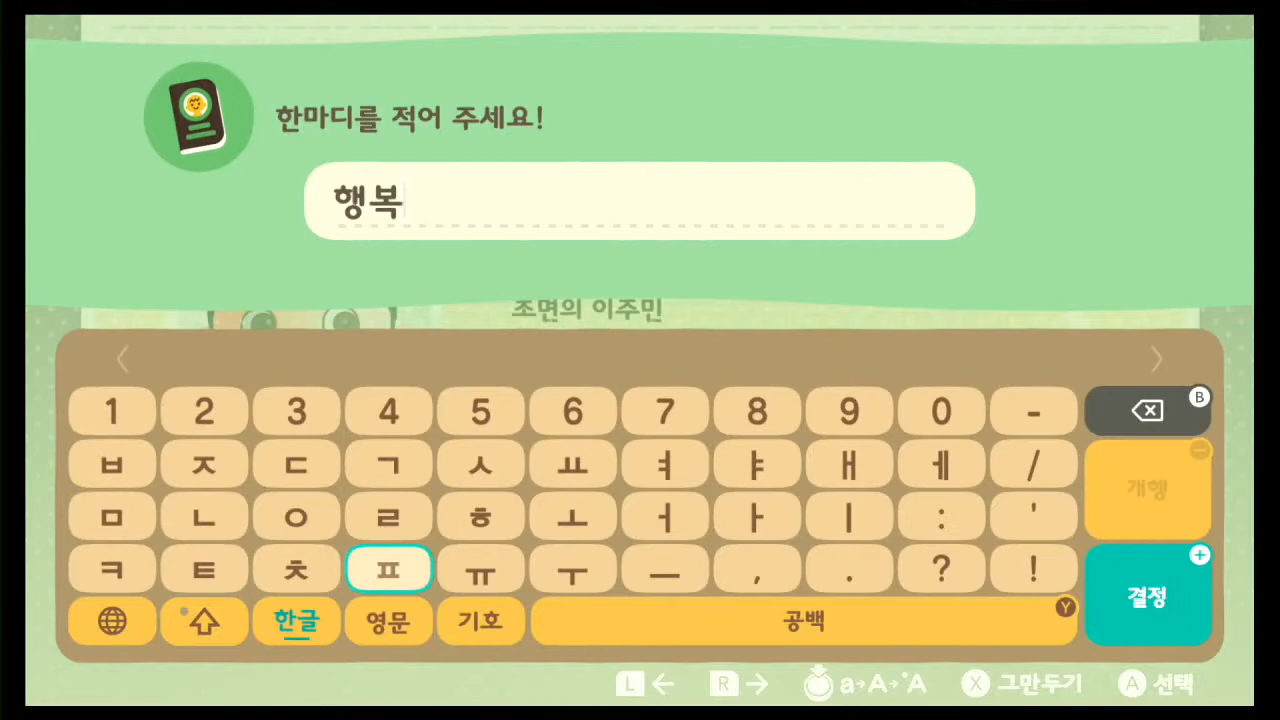 한마디를 적어 주세요!
행복
조면의 이주민
1 2 3 4 5 6 7 8 9 0 - B
ㅂ ㅈ ㄷ ㄱ ㅅ ㅛ ㅕ ㅑ ㅐ ㅔ / 개행
ㅁ ㄴ ㅇ ㄹ ㅎ ㅗ ㅓ ㅏ ㅣ : '
ㅋ ㅌ ㅊ ㅍ ㅠ ㅜ ㅡ , . ? ! 결정 +
한글 영문 기호 공백 Y
L ← R → a→A→'A X 그만두기 A 선택